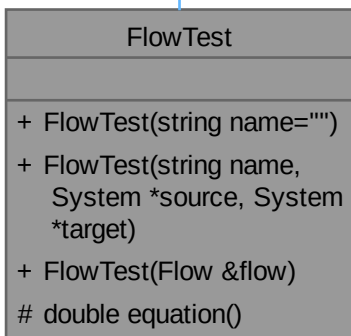 FlowTest
+ FlowTest(string name="")
+ FlowTest(string name,
System *source, System
*target)
+ FlowTest(Flow &flow)
# double equation()